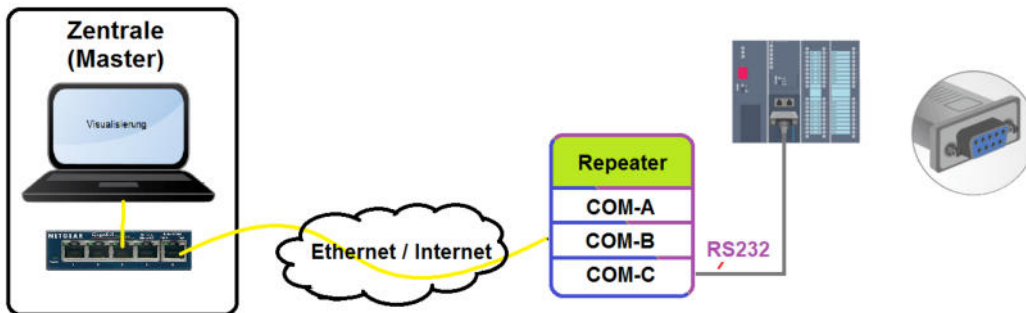 Zentrale
(Master)
Visualisierung
NETGEAR
Ethernet / Internet
Repeater
COM-A
COM-B
COM-C
RS232